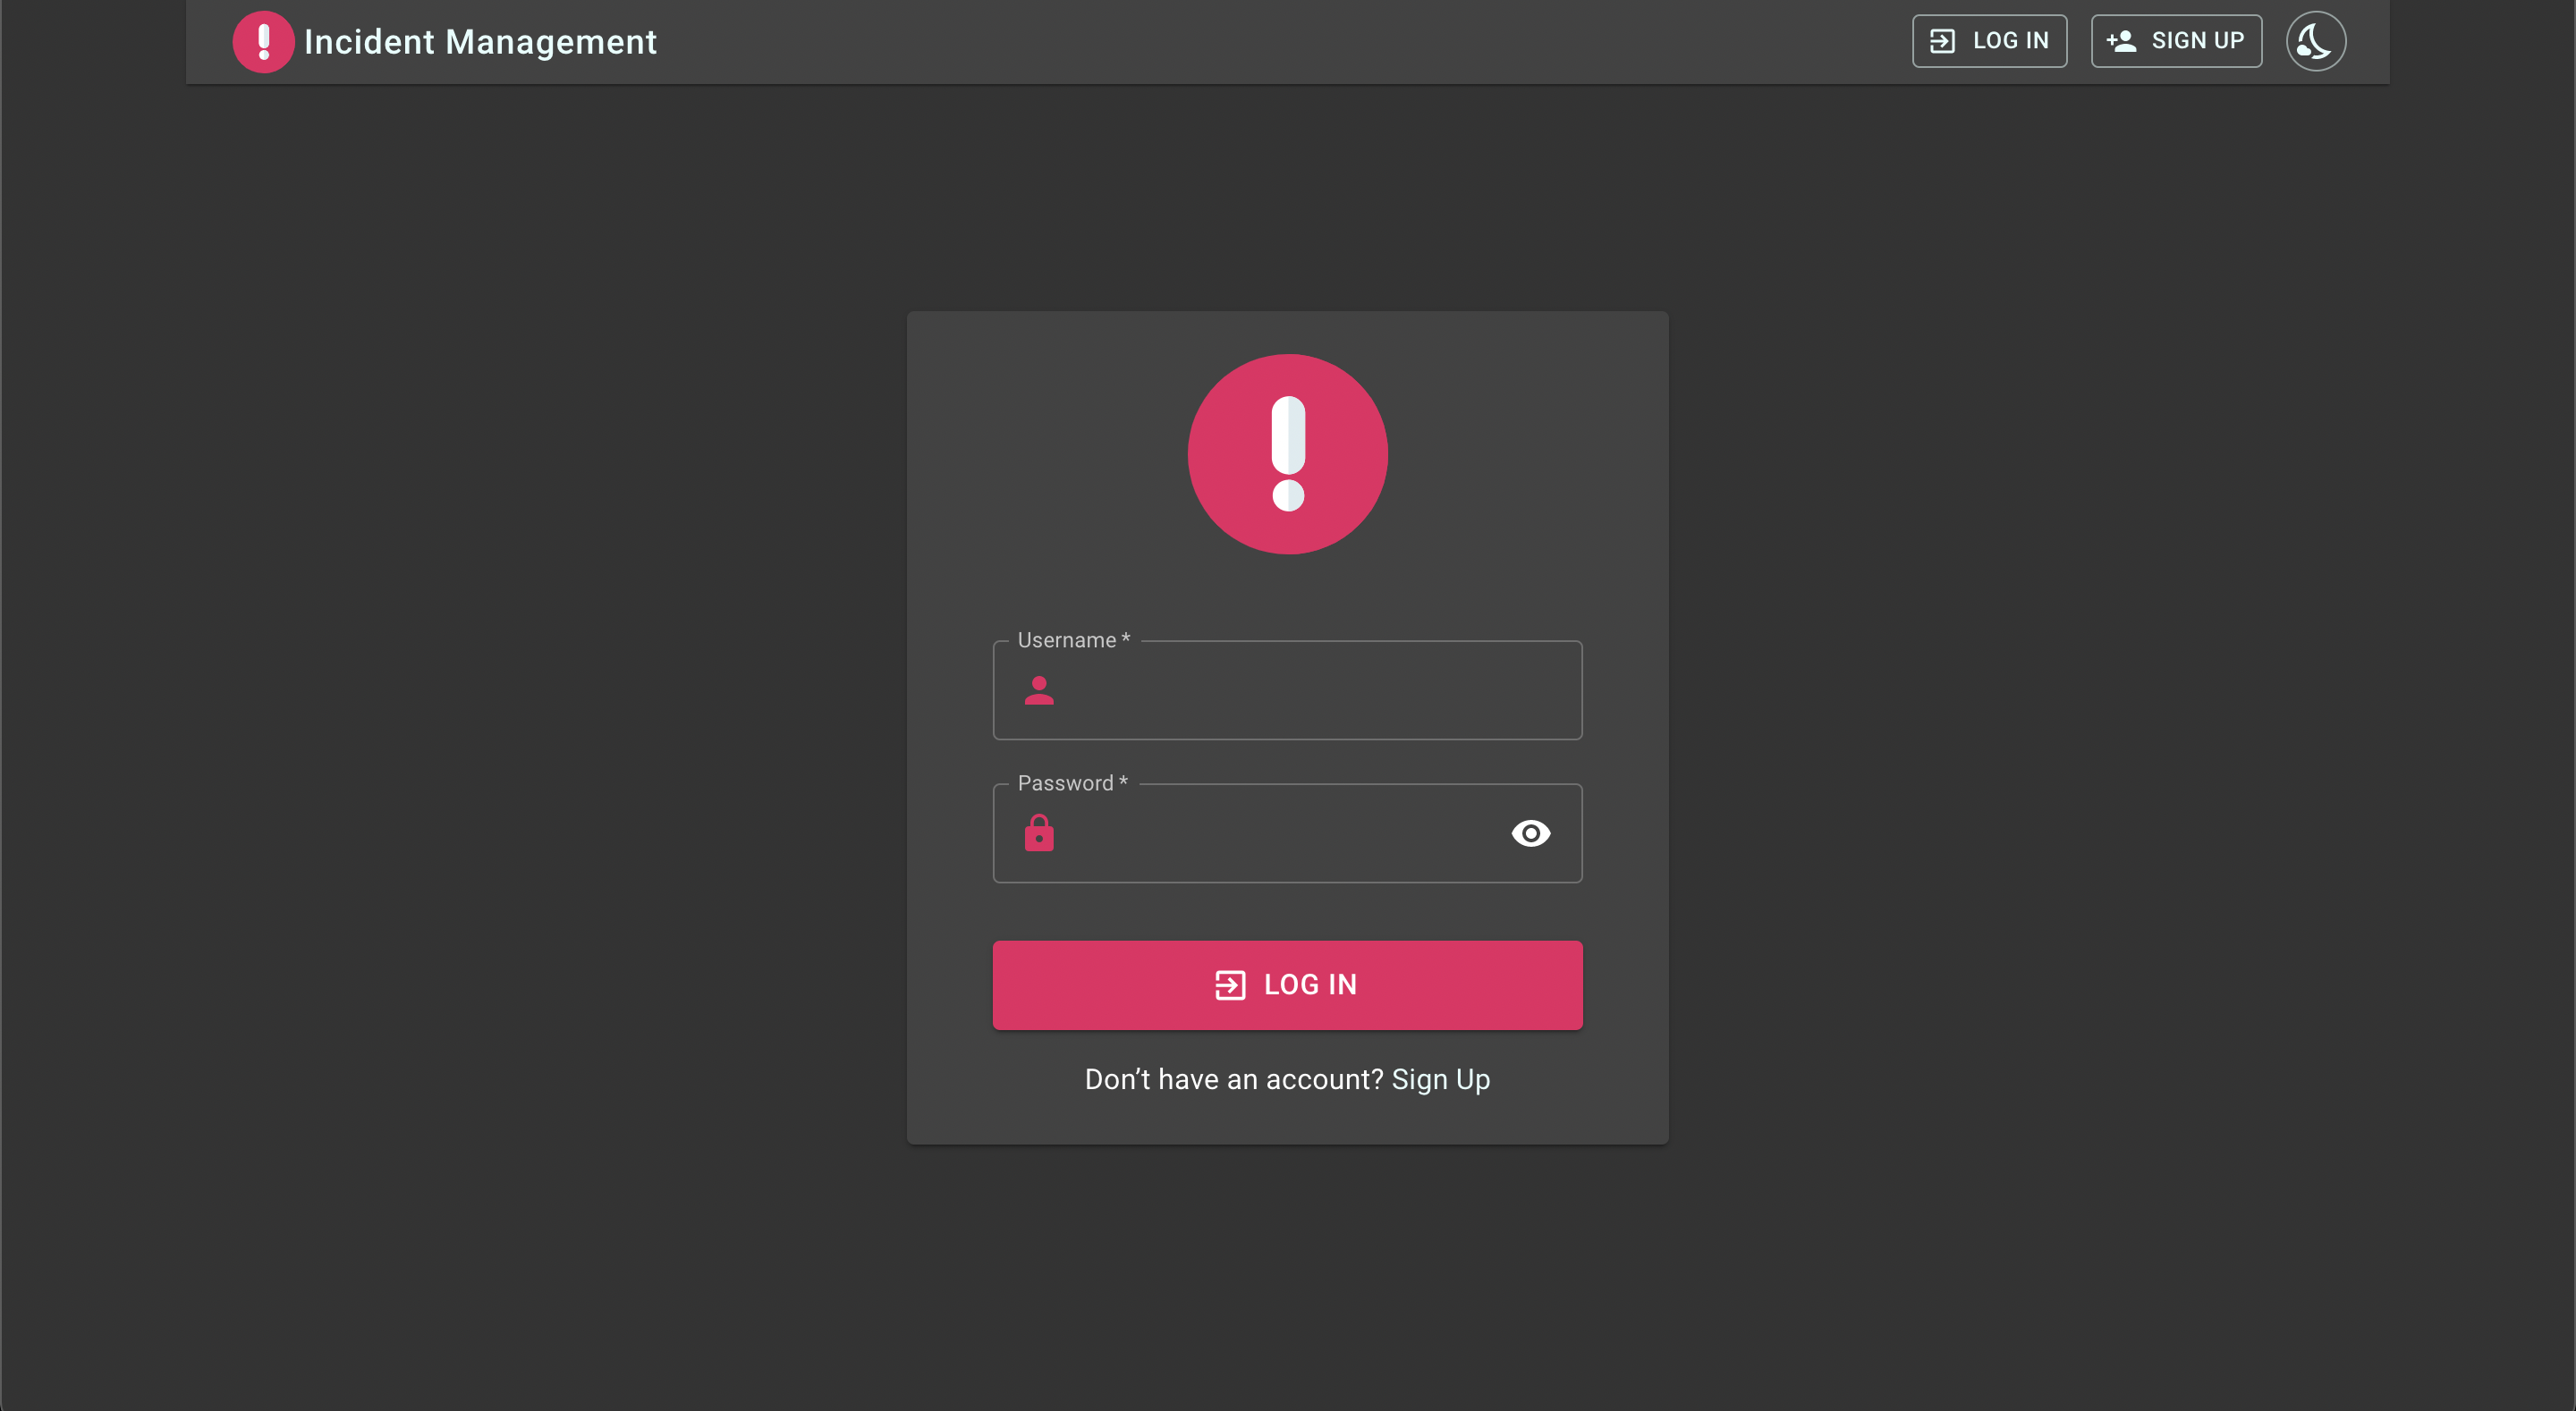 Incident Management
LOG IN
SIGN UP
Username *
Password *
LOG IN
Don’t have an account? Sign Up